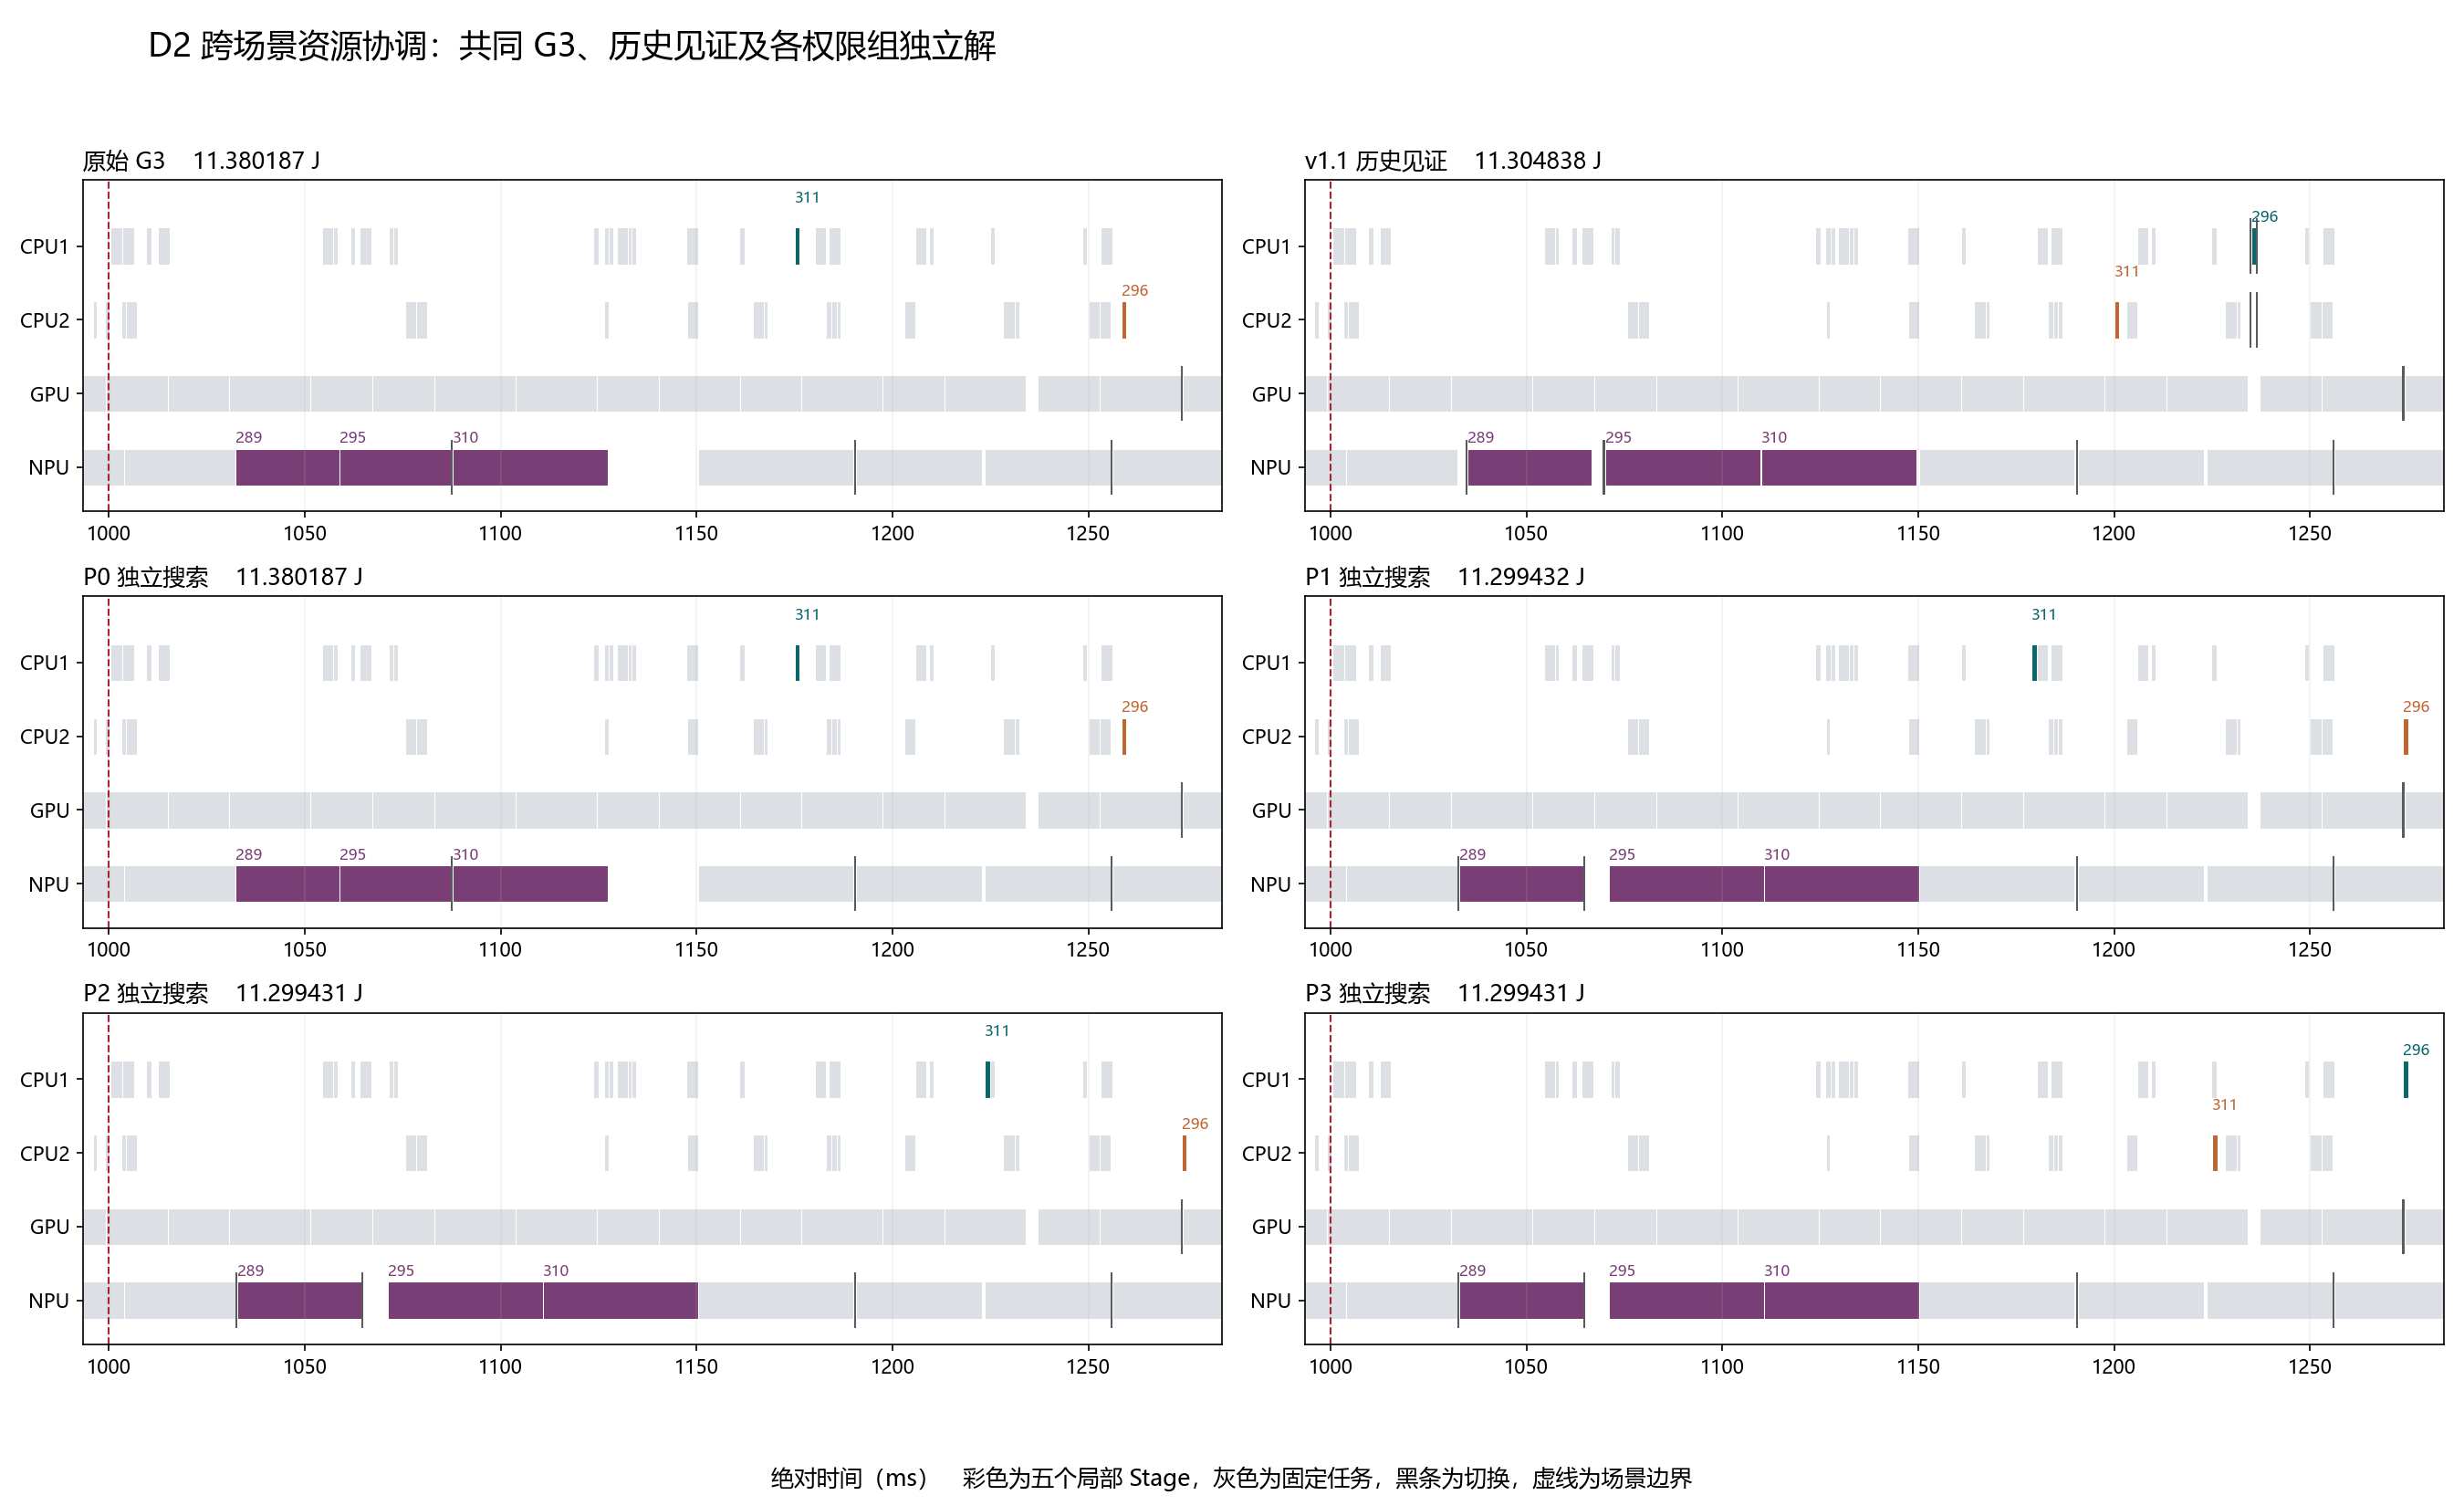 D2 跨场景资源协调：共同 G3、历史见证及各权限组独立解
原始 G3 11.380187 J
311
CPU1
296
CPU2
GPU
289 295 310
NPU
1000 1050 1100 1150 1200 1250
v1.1 历史见证 11.304838 J
296
CPU1
311
CPU2
GPU
289 295 310
NPU
1000 1050 1100 1150 1200 1250
P0 独立搜索 11.380187 J
311
CPU1
296
CPU2
GPU
289 295 310
NPU
1000 1050 1100 1150 1200 1250
P1 独立搜索 11.299432 J
311
CPU1
296
CPU2
GPU
289 295 310
NPU
1000 1050 1100 1150 1200 1250
P2 独立搜索 11.299431 J
311
CPU1
296
CPU2
GPU
289 295 310
NPU
1000 1050 1100 1150 1200 1250
P3 独立搜索 11.299431 J
296
CPU1
311
CPU2
GPU
289 295 310
NPU
1000 1050 1100 1150 1200 1250
绝对时间（ms） 彩色为五个局部 Stage，灰色为固定任务，黑条为切换，虚线为场景边界